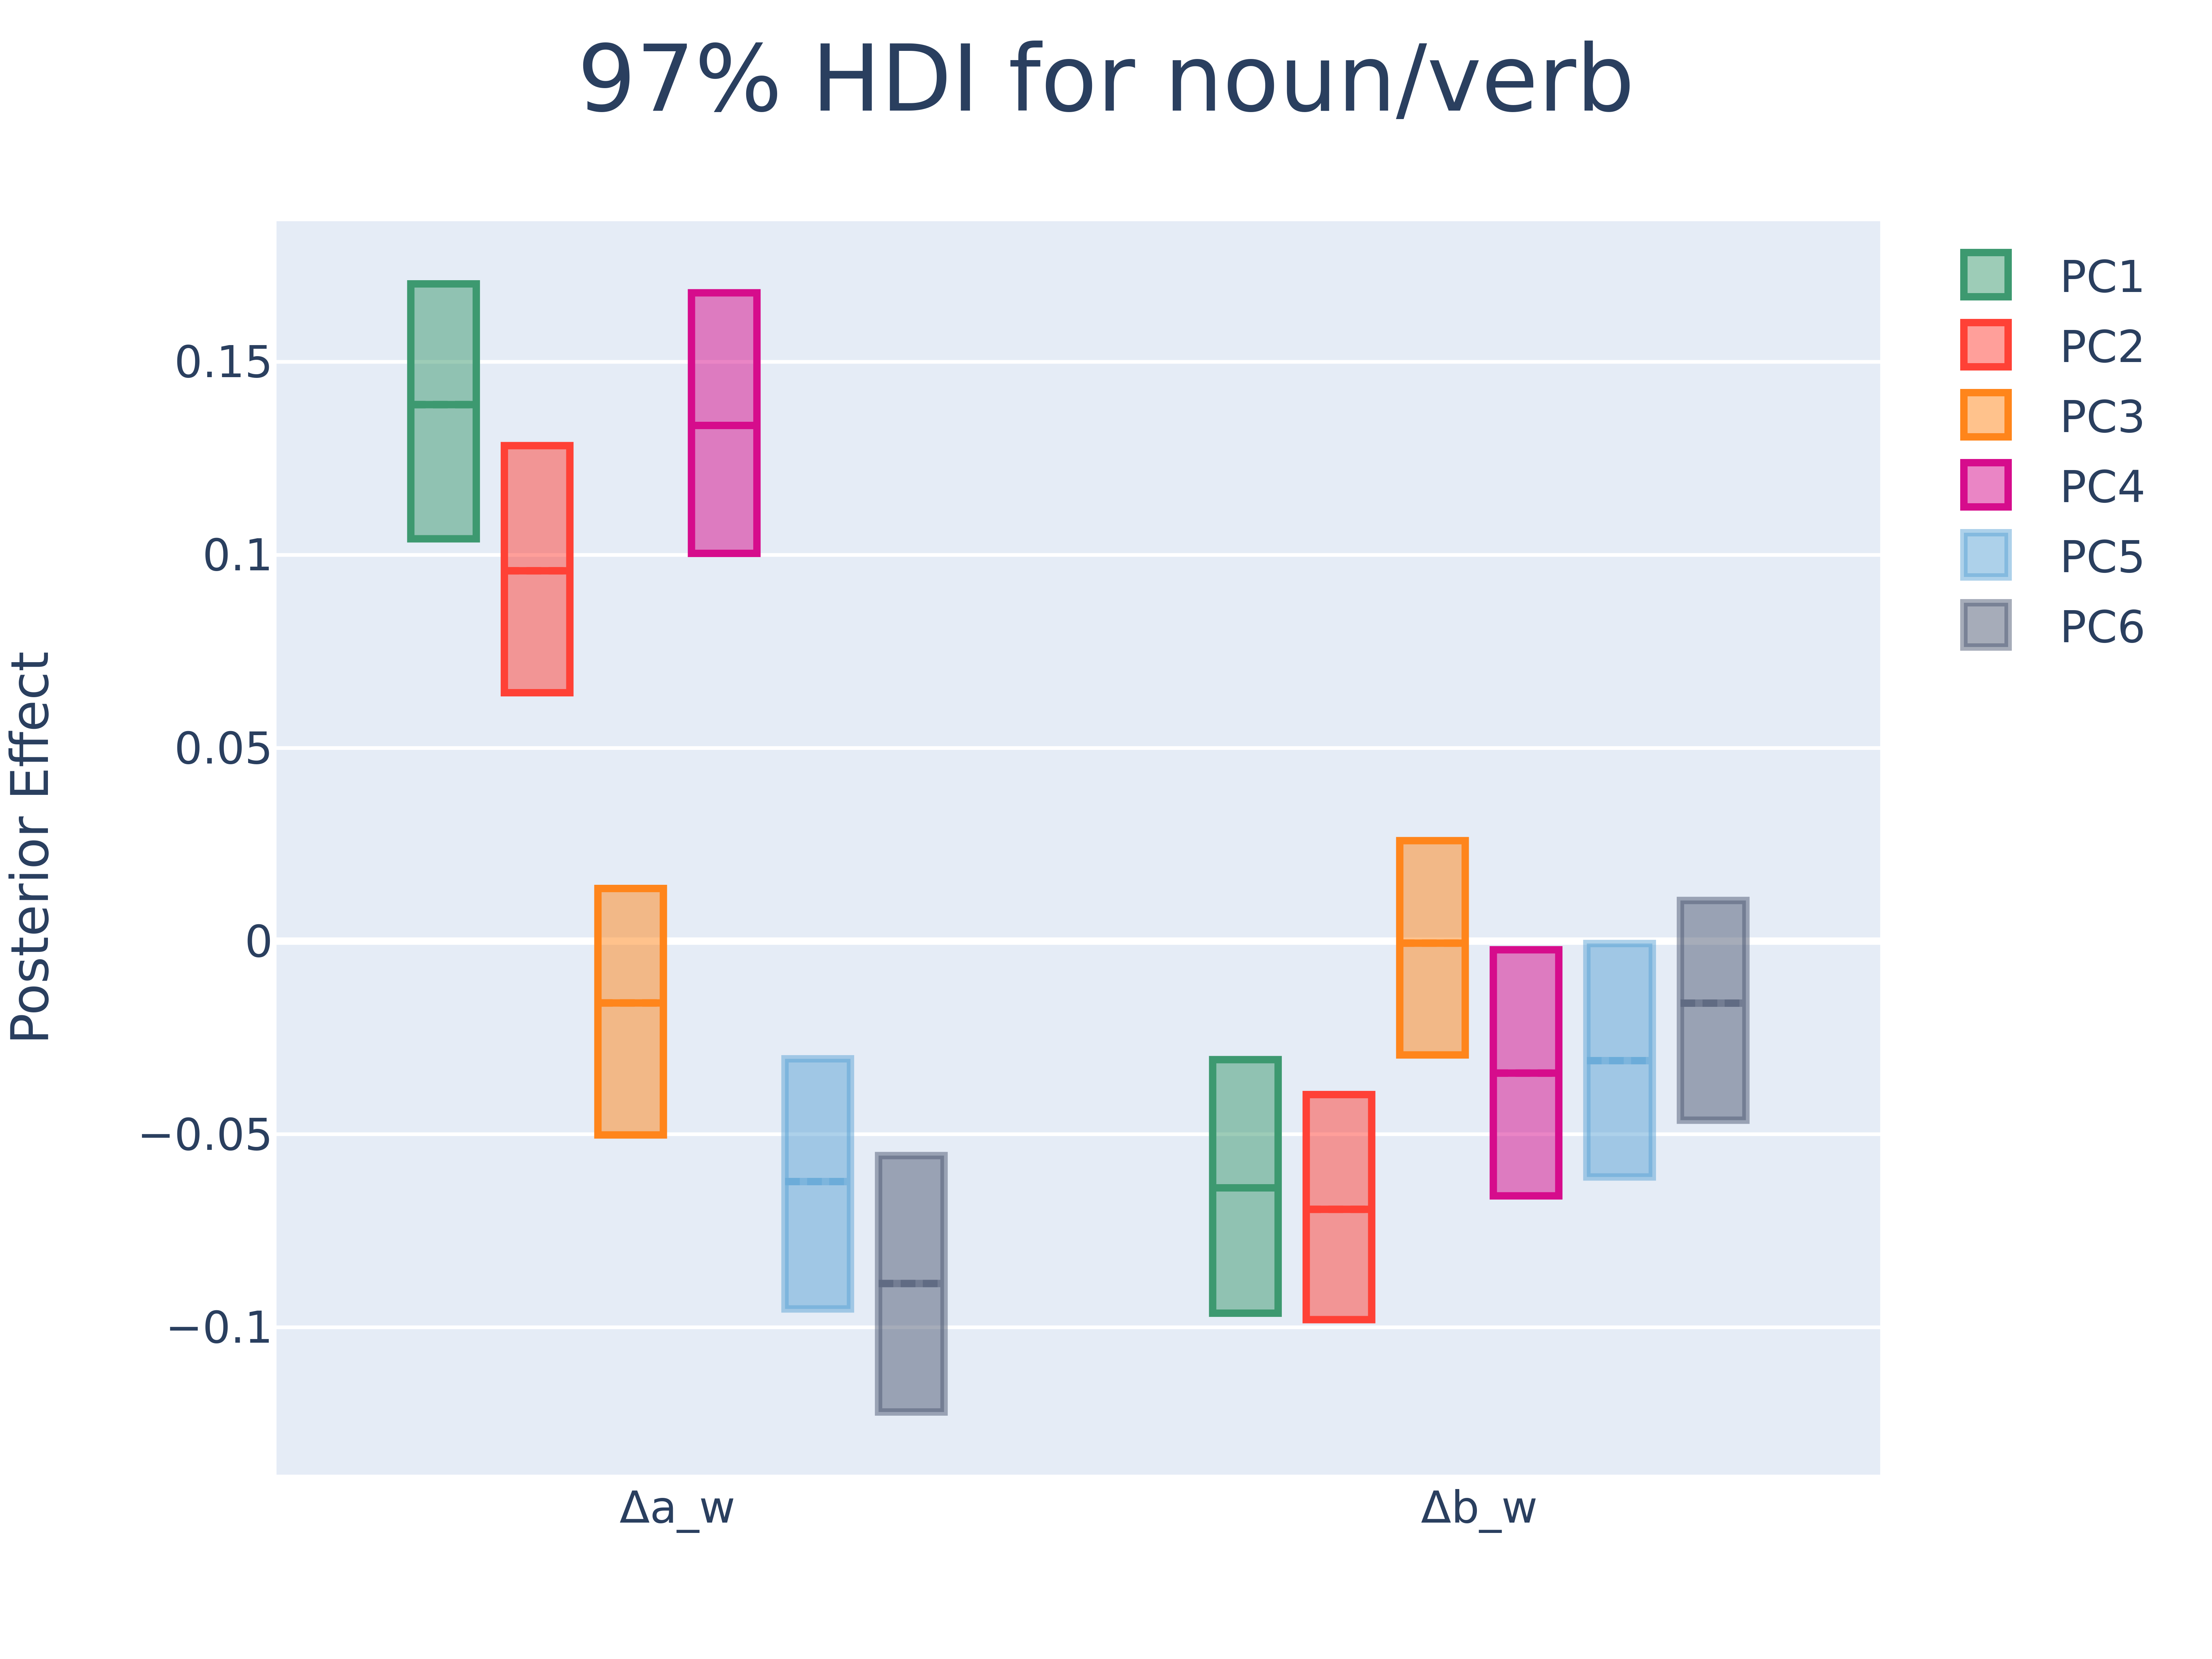 97% HDI for noun/verb
Posterior Effect
0.15
0.1
0.05
0
−0.05
−0.1
Δa_w
Δb_w
PC1
PC2
PC3
PC4
PC5
PC6